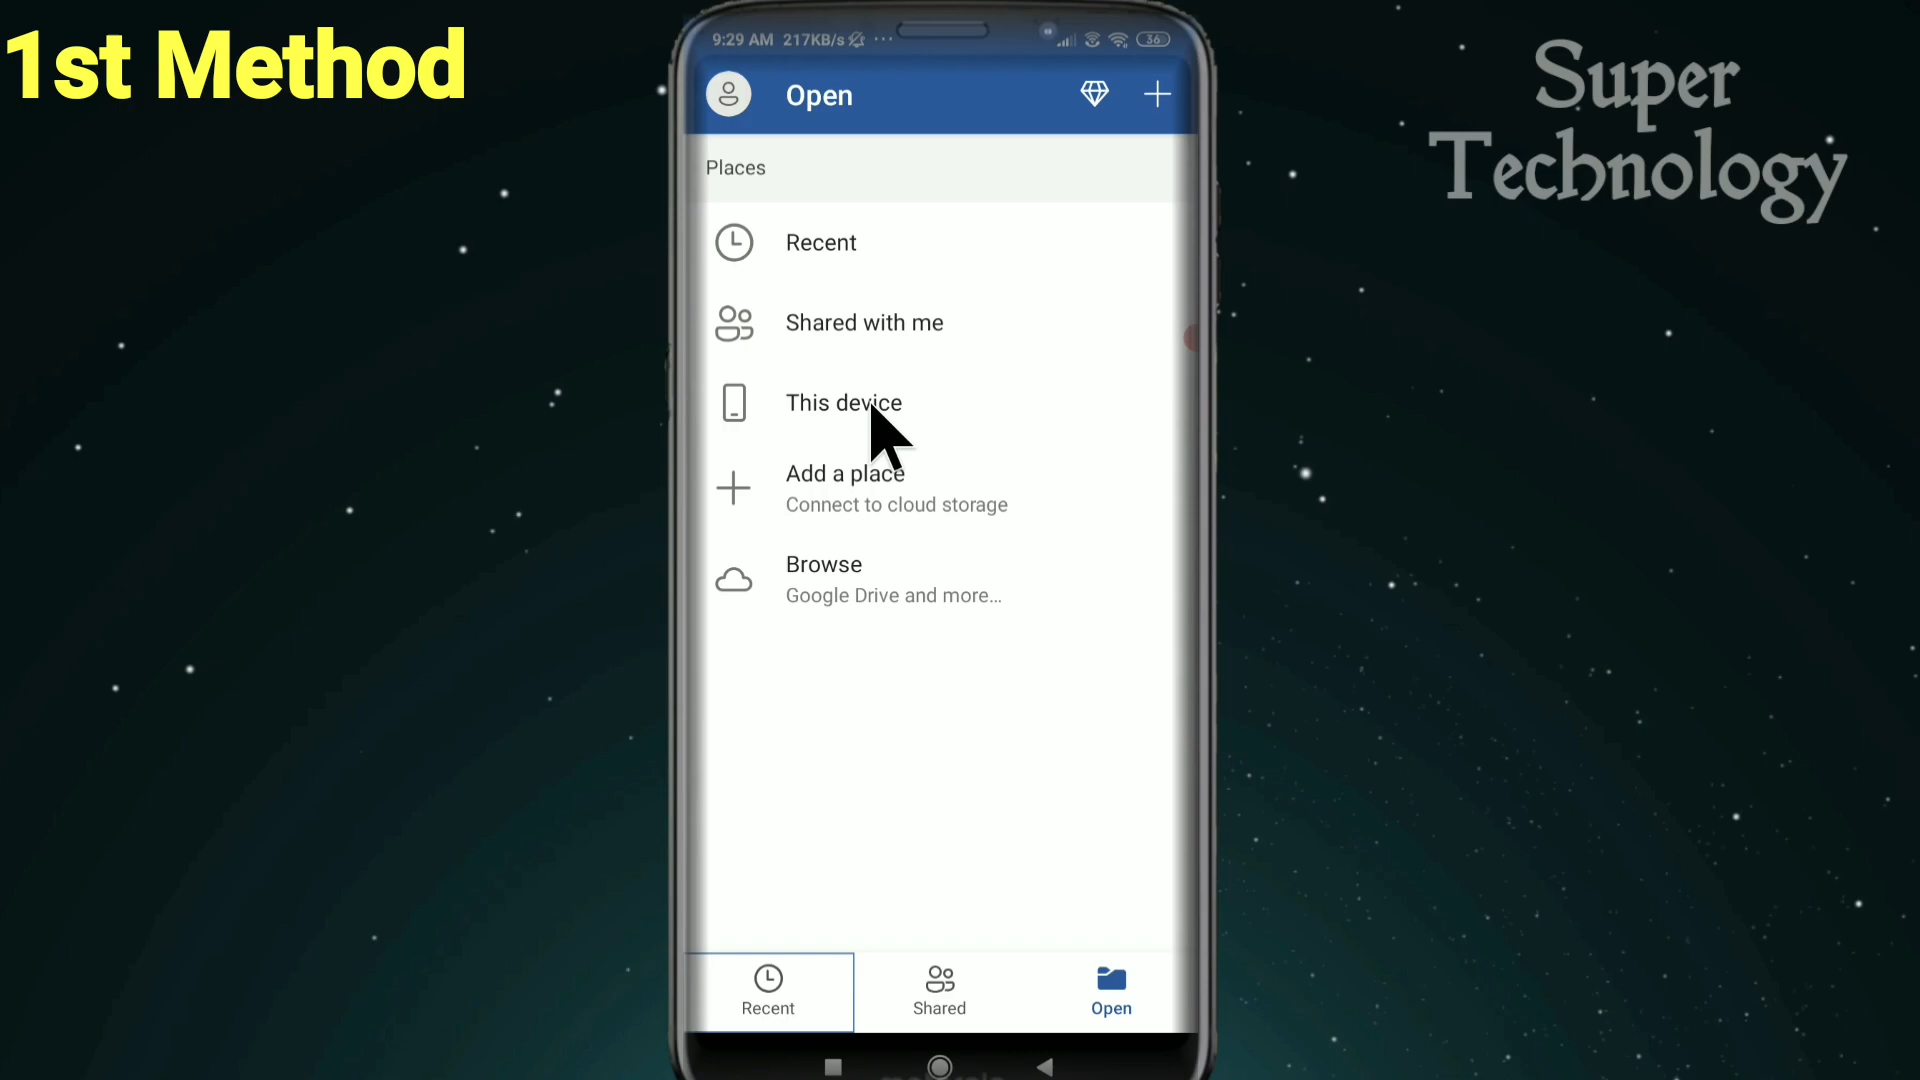 1st Method
Super
Technology
9:29 AM 217KB/s
36
Open
Places
Recent
Shared with me
This device
Add a place
Connect to cloud storage
Browse
Google Drive and more...
Recent
Shared
Open